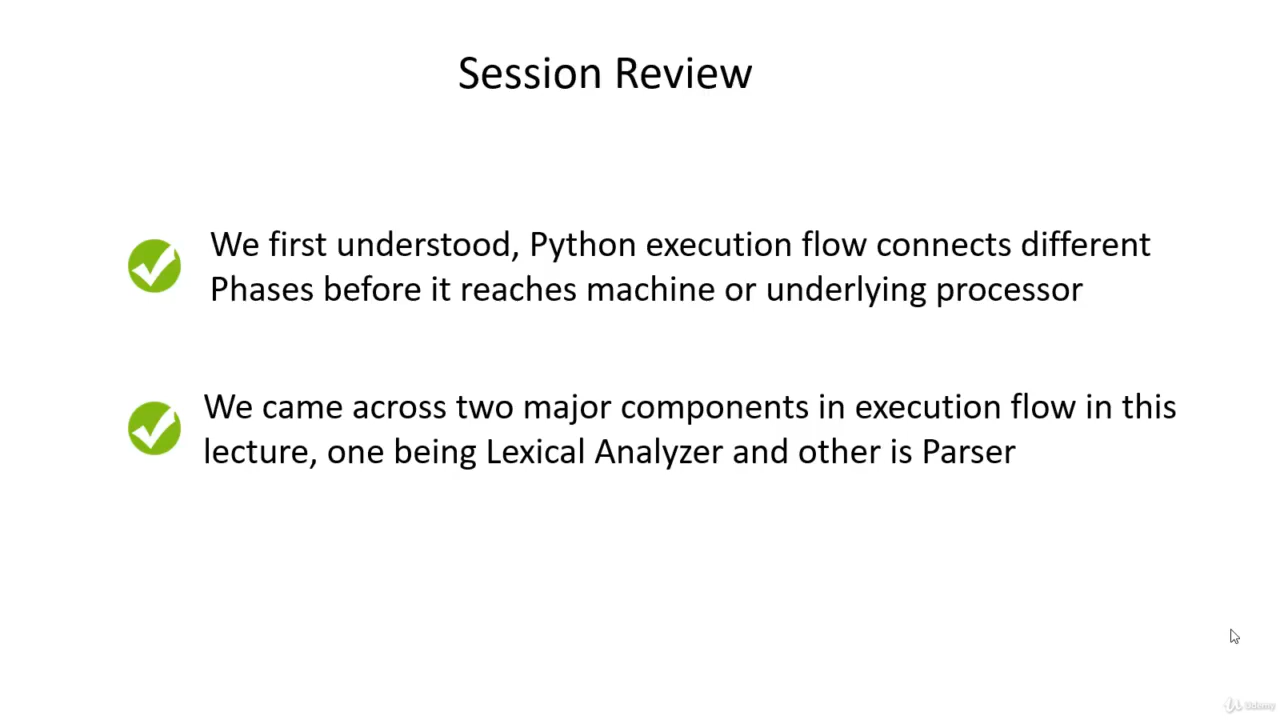 Session Review
We first understood, Python execution flow connects different
Phases before it reaches machine or underlying processor
We came across two major components in execution flow in this
lecture, one being Lexical Analyzer and other is Parser
Udemy